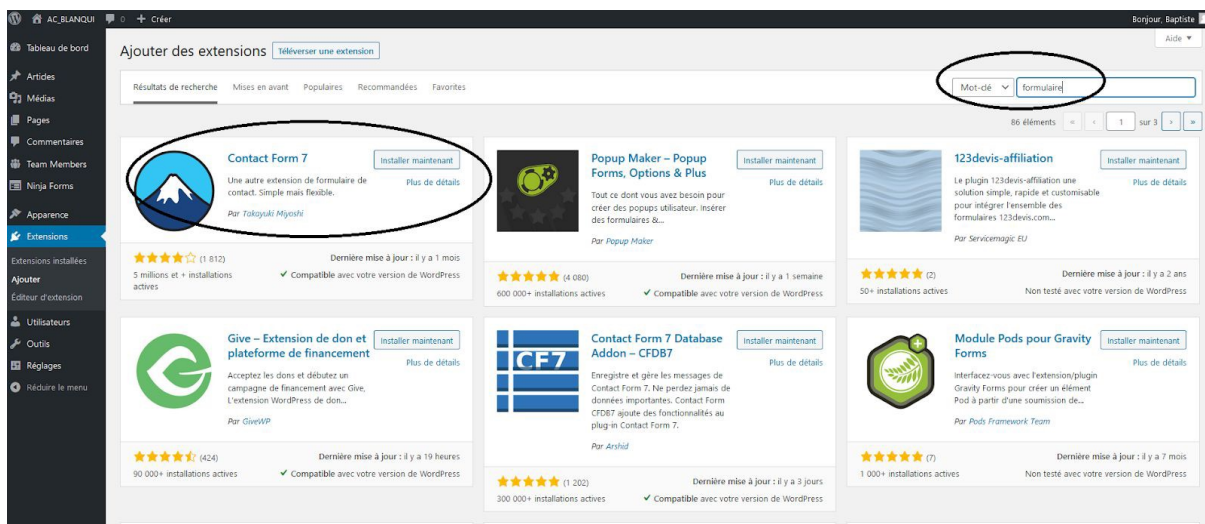 AC_BLANQUI 0 + Créer
Bonjour, Baptiste
Tableau de bord
Articles
Médias
Pages
Commentaires
Team Members
Ninja Forms
Apparence
Extensions
Extensions installées
Ajouter
Éditeur d'extension
Utilisateurs
Outils
Réglages
Réduire le menu
Aide
Ajouter des extensions
Téléverser une extension
Résultats de recherche Mises en avant Populaires Recommandées Favorites
Mot-clé
formulaire
86 éléments « ‹ 1 sur 3 › »
Contact Form 7
Installer maintenant
Plus de détails
Une autre extension de formulaire de
contact. Simple mais flexible.
Par Takayuki Miyoshi
(1 812)
5 millions et + installations
actives
Dernière mise à jour : il y a 1 mois
✔ Compatible avec votre version de WordPress
Popup Maker – Popup
Forms, Options & Plus
Installer maintenant
Plus de détails
Tout ce dont vous avez besoin pour
créer des popups utilisateur. Insérer
des formulaires &...
Par Popup Maker
(4 080)
600 000+ installations actives
Dernière mise à jour : il y a 1 semaine
✔ Compatible avec votre version de WordPress
123devis-affiliation
Installer maintenant
Plus de détails
Le plugin 123devis-affiliation une
solution simple, rapide et customisable
pour intégrer l'ensemble des
formulaires 123devis.com...
Par Servicemagic EU
(2)
50+ installations actives
Dernière mise à jour : il y a 2 ans
Non testé avec votre version de WordPress
Give – Extension de don et
plateforme de financement
Installer maintenant
Plus de détails
Acceptez les dons et débutez un
campagne de financement avec Give,
L'extension WordPress de don...
Par GiveWP
(424)
90 000+ installations actives
Dernière mise à jour : il y a 19 heures
✔ Compatible avec votre version de WordPress
CF7
Contact Form 7 Database
Addon – CFDB7
Installer maintenant
Plus de détails
Enregistre et gère les messages de
Contact Form 7. Ne perdez jamais de
données importantes. Contact Form
CFDB7 ajoute des fonctionnalités au
plug-in Contact Form 7.
Par Arshid
(1 202)
300 000+ installations actives
Dernière mise à jour : il y a 3 jours
✔ Compatible avec votre version de WordPress
Module Pods pour Gravity
Forms
Installer maintenant
Plus de détails
Interfacez-vous avec l'extension/plugin
Gravity Forms pour créer un élément
Pod à partir d'une soumission de...
Par Pods Framework Team
(7)
1 000+ installations actives
Dernière mise à jour : il y a 7 mois
Non testé avec votre version de WordPress